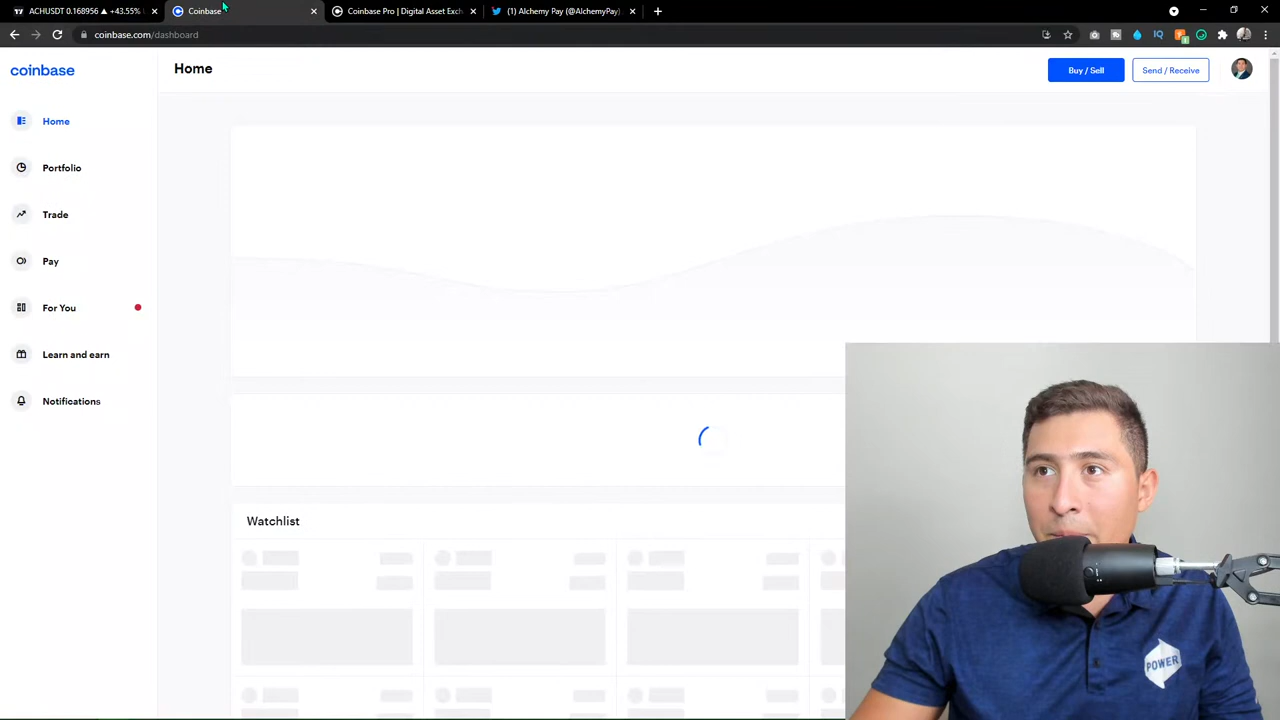 ACHUSDT 0.168956 ▲ +43.55%
Coinbase
Coinbase Pro | Digital Asset Exch
(1) Alchemy Pay (@AlchemyPay)
coinbase.com/dashboard
coinbase
Home
Buy / Sell
Send / Receive
Home
Portfolio
Trade
Pay
For You
Learn and earn
Notifications
Watchlist
POWER